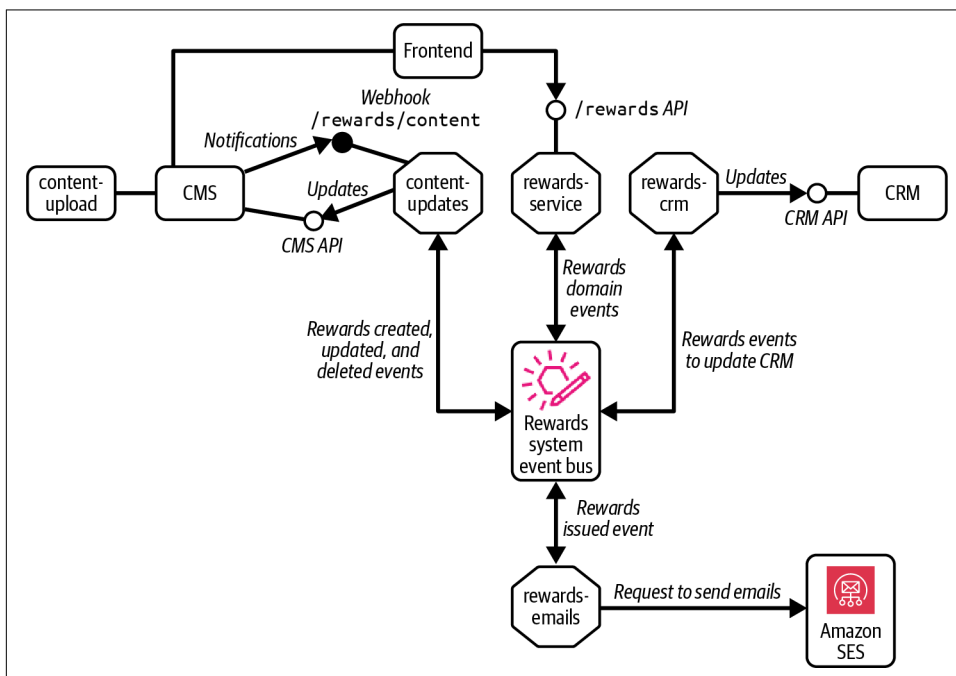 Frontend
Webhook
/rewards/content
/rewards API
Notifications
content-
upload
CMS
Updates
CMS API
content-
updates
rewards-
service
rewards-
crm
Updates
CRM API
CRM
Rewards created,
updated, and
deleted events
Rewards
domain
events
Rewards events
to update CRM
Rewards
system
event bus
Rewards
issued event
rewards-
emails
Request to send emails
Amazon
SES